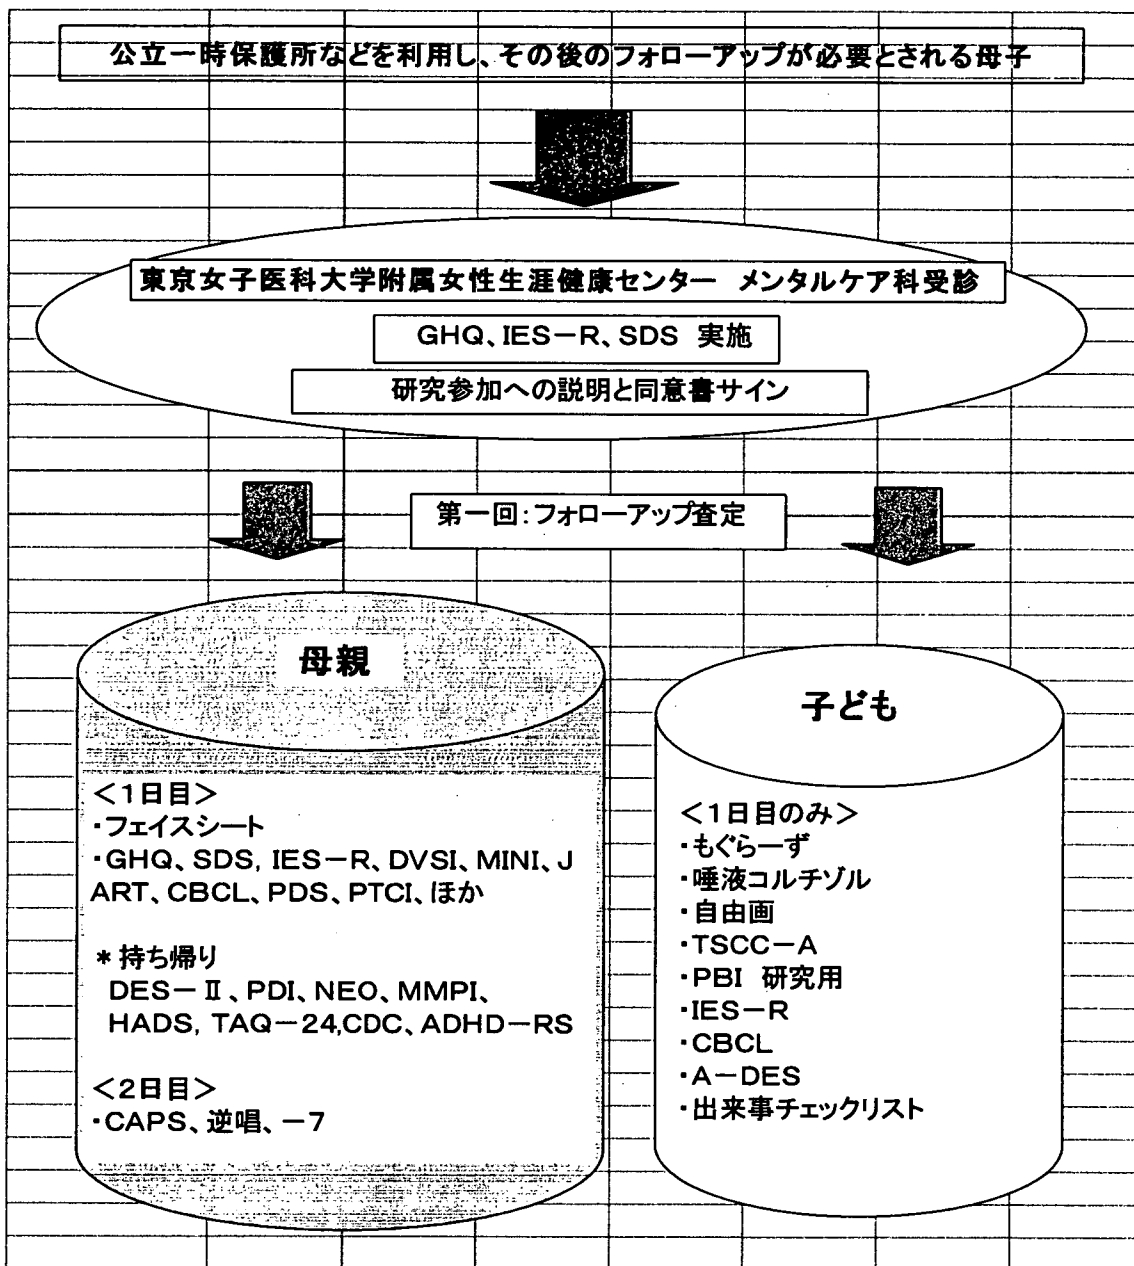 公立一時保護所などを利用し、その後のフォローアップが必要とされる母子
東京女子医科大学附属女性生涯健康センター　メンタルケア科受診
GHQ、IES－R、SDS 実施
研究参加への説明と同意書サイン
第一回：フォローアップ査定
母親
＜1日目＞
・フェイスシート
・GHQ、SDS, IES－R、DVSI、MINI、J
ART、CBCL、PDS、PTCI、ほか
＊持ち帰り
DES－Ⅱ、PDI、NEO、MMPI、
HADS, TAQ－24,CDC、ADHD－RS
＜2日目＞
・CAPS、逆唱、－7
子ども
＜1日目のみ＞
・もぐらーず
・唾液コルチゾル
・自由画
・TSCC－A
・PBI 研究用
・IES－R
・CBCL
・A－DES
・出来事チェックリスト